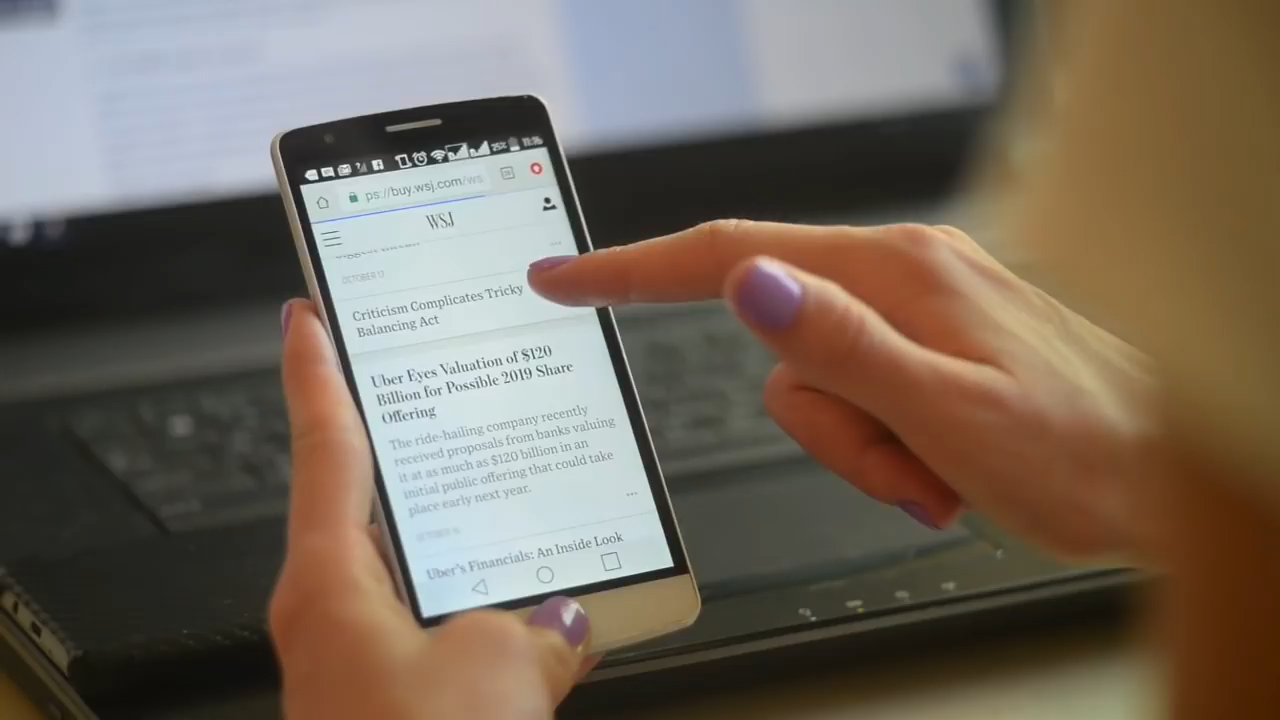 25% 11:35
ps://buy.wsj.com/ws
WSJ
OCTOBER 17
Criticism Complicates Tricky
Balancing Act
Uber Eyes Valuation of $120
Billion for Possible 2019 Share
Offering
The ride-hailing company recently
received proposals from banks valuing
it at as much as $120 billion in an
initial public offering that could take
place early next year.
Uber's Financials: An Inside Look